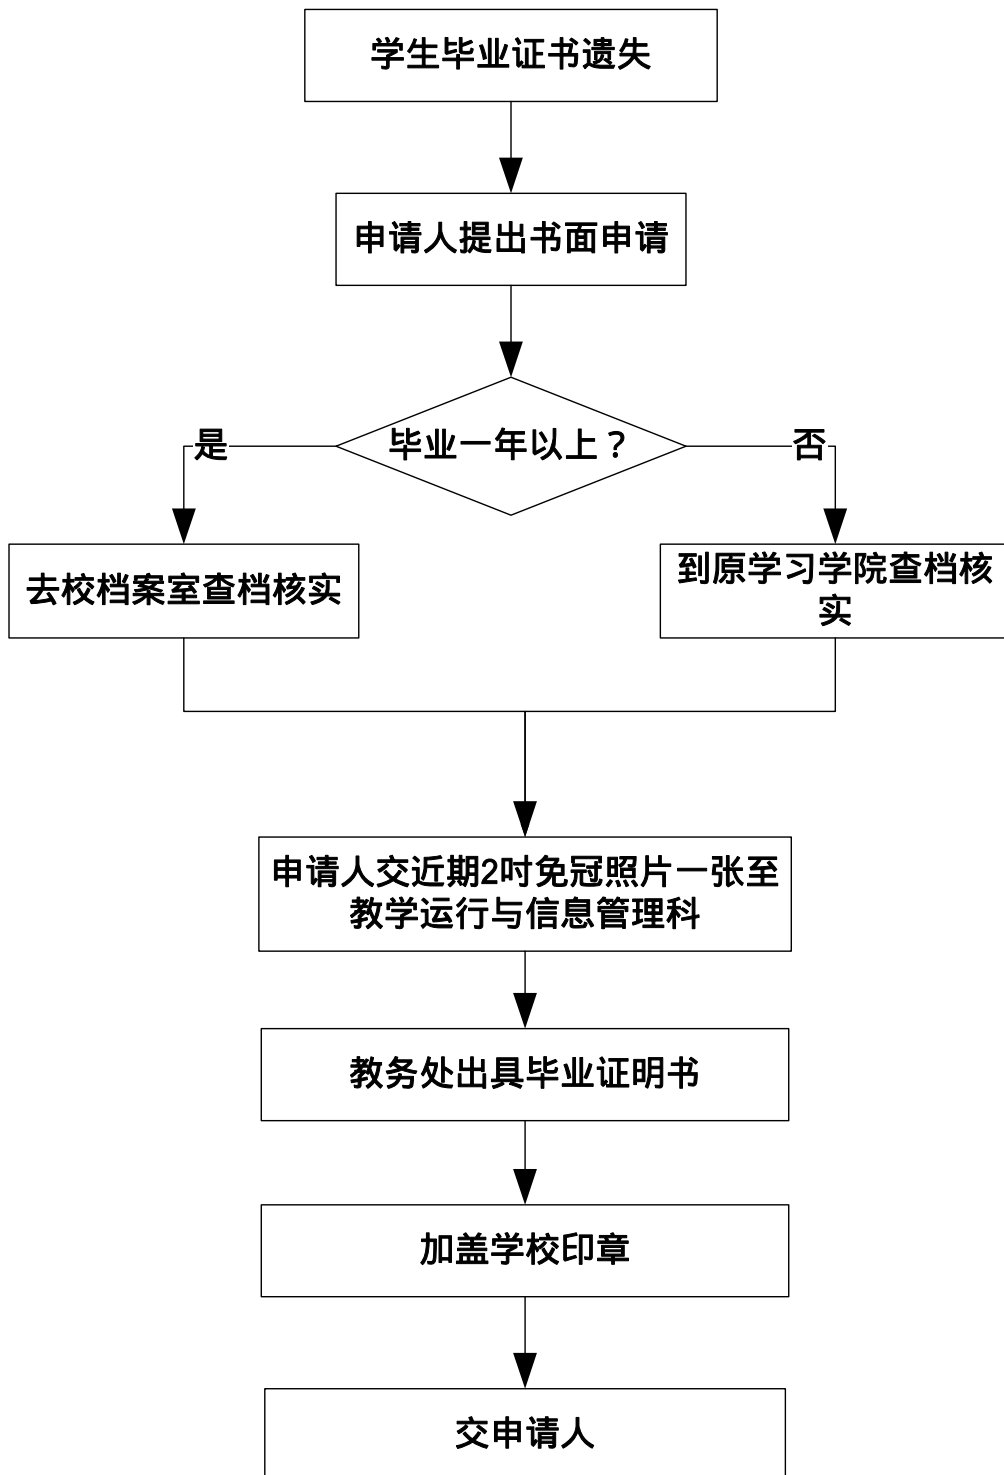 学生毕业证书遗失
申请人提出书面申请
毕业一年以上？
是
否
去校档案室查档核实
到原学习学院查档核
实
申请人交近期2吋免冠照片一张至
教学运行与信息管理科
教务处出具毕业证明书
加盖学校印章
交申请人